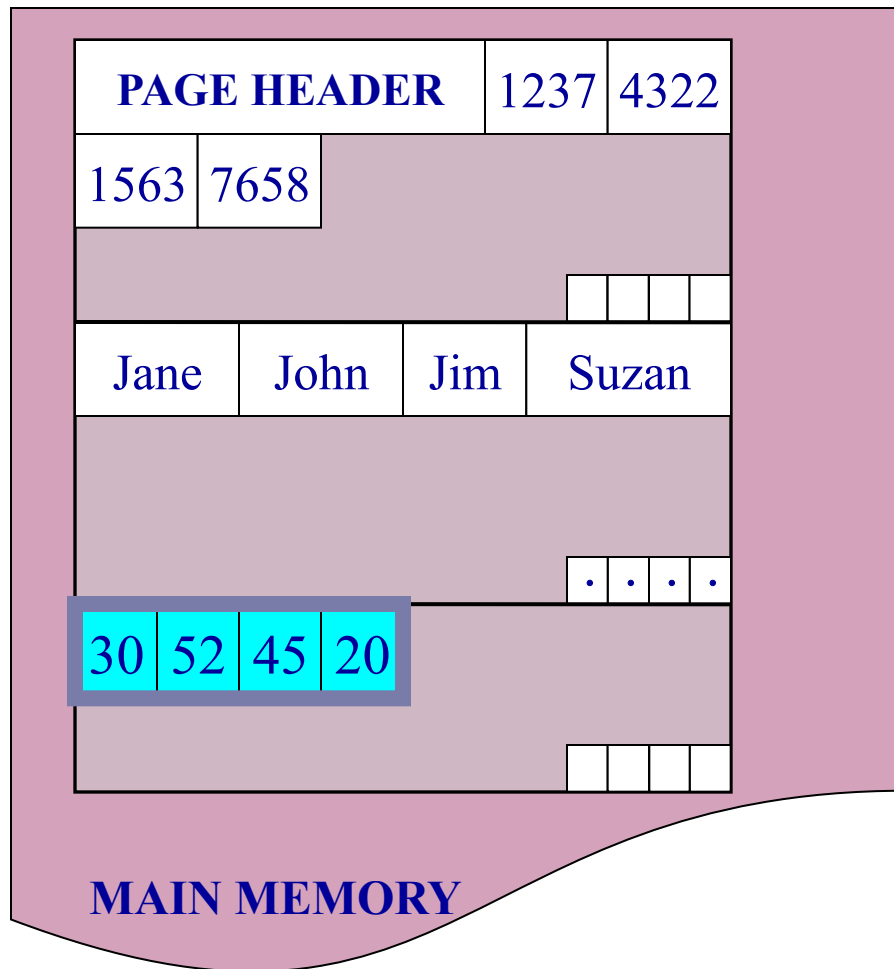 PAGE HEADER 1237 4322
1563 7658
Jane John Jim Suzan
. . . .
30 52 45 20
MAIN MEMORY